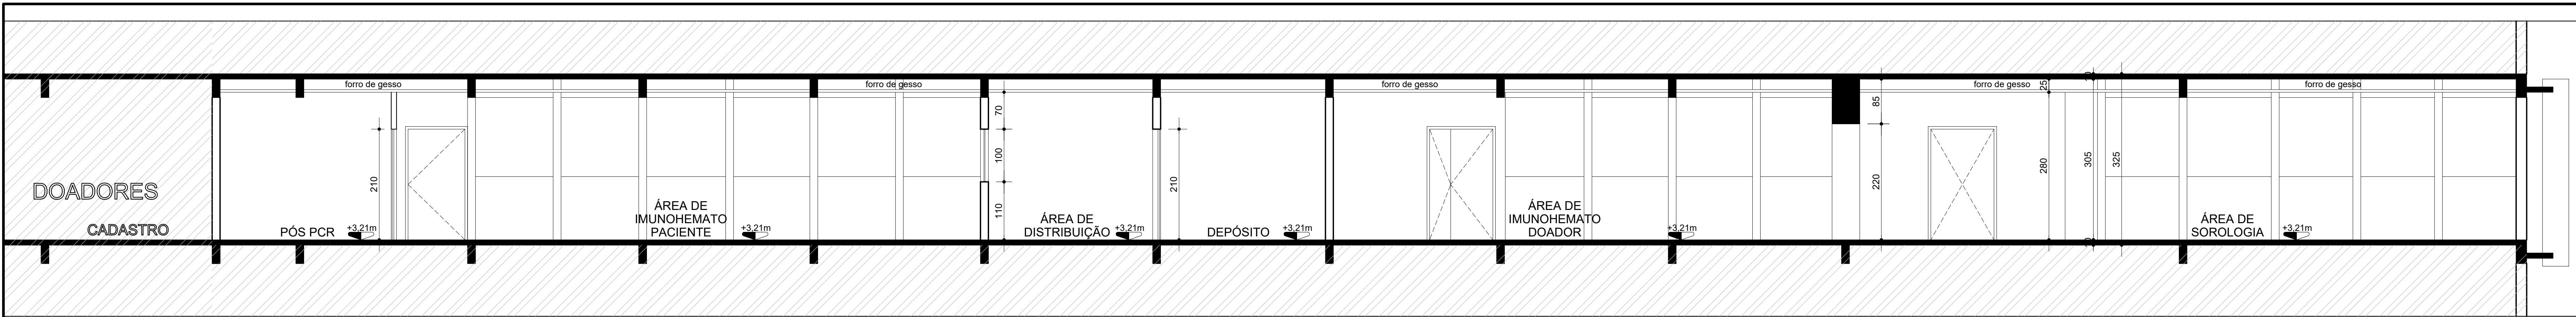 forro de gesso
forro de gesso
forro de gesso
forro de gesso
forro de gesso
10
25
85
70
100
110
210
210
220
280
305
325
10
DOADORES
CADASTRO
PÓS PCR
+3,21m
ÁREA DE
IMUNOHEMATO
PACIENTE
+3,21m
ÁREA DE
DISTRIBUIÇÃO
+3,21m
DEPÓSITO
+3,21m
ÁREA DE
IMUNOHEMATO
DOADOR
+3,21m
ÁREA DE
SOROLOGIA
+3,21m